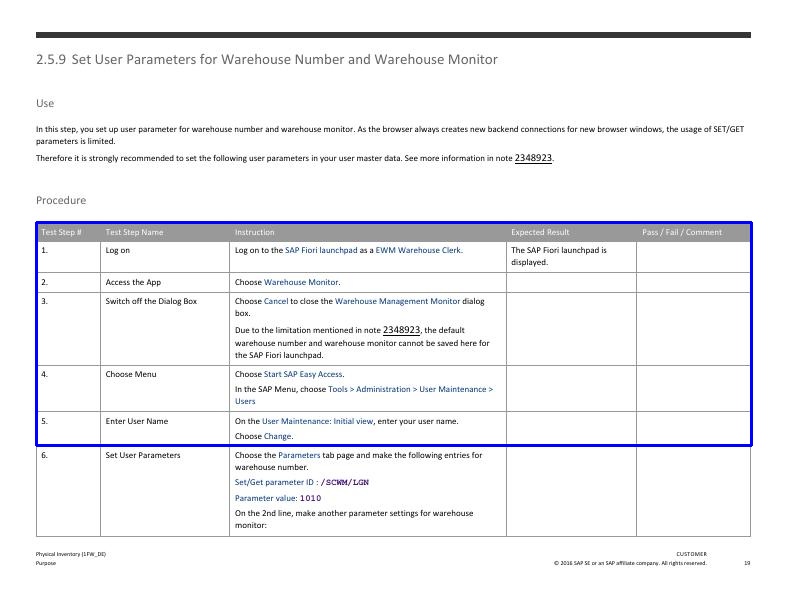 2.5.9 Set User Parameters for Warehouse Number and Warehouse Monitor
Use
In this step, you set up user parameter for warehouse number and warehouse monitor. As the browser always creates new backend connections for new browser windows, the usage of SET/GET
parameters is limited.
Therefore it is strongly recommended to set the following user parameters in your user master data. See more information in note 2348923.
Procedure
Test Step # Test Step Name Instruction Expected Result Pass / Fail / Comment
1. Log on Log on to the SAP Fiori launchpad as a EWM Warehouse Clerk. The SAP Fiori launchpad is
displayed.
2. Access the App Choose Warehouse Monitor.
3. Switch off the Dialog Box Choose Cancel to close the Warehouse Management Monitor dialog
box.
Due to the limitation mentioned in note 2348923, the default
warehouse number and warehouse monitor cannot be saved here for
the SAP Fiori launchpad.
4. Choose Menu Choose Start SAP Easy Access.
In the SAP Menu, choose Tools > Administration > User Maintenance >
Users
5. Enter User Name On the User Maintenance: Initial view, enter your user name.
Choose Change.
6. Set User Parameters Choose the Parameters tab page and make the following entries for
warehouse number.
Set/Get parameter ID : /SCWM/LGN
Parameter value: 1010
On the 2nd line, make another parameter settings for warehouse
monitor:
Physical Inventory (1FW_DE) CUSTOMER
Purpose © 2016 SAP SE or an SAP affiliate company. All rights reserved. 19